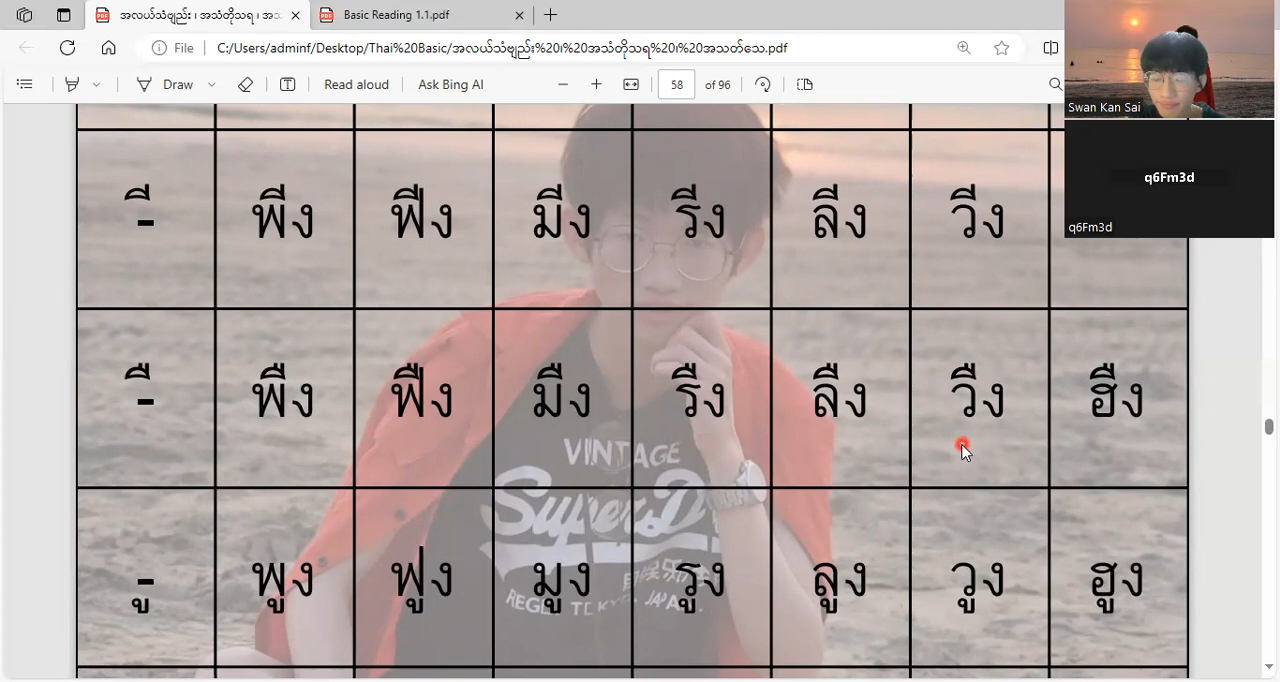 အလယ်သံဗျည်း ၊ အသံတိုသရ ၊ အသ
Basic Reading 1.1.pdf
File
C:/Users/adminf/Desktop/Thai%20Basic/အလယ်သံဗျည်း%20၊%20အသံတိုသရ%20၊%20အသတ်သေ.pdf
Draw
Read aloud
Ask Bing AI
58 of 96
Swan Kan Sai
q6Fm3d
q6Fm3d
-ี พีง ฟีง มีง รีง ลีง วีง
-ื พืง ฟืง มืง รืง ลืง วืง ฮืง
-ู พูง ฟูง มูง รูง ลูง วูง ฮูง
VINTAGE